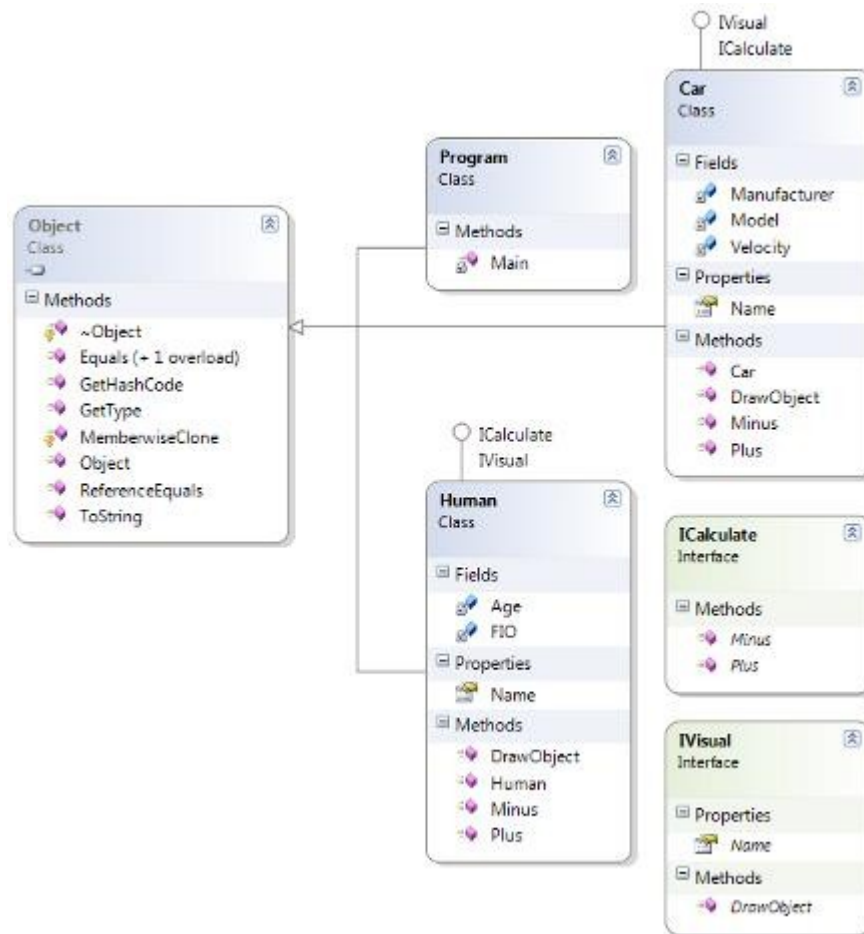 Object
Class
Methods
~Object
Equals (+ 1 overload)
GetHashCode
GetType
MemberwiseClone
Object
ReferenceEquals
ToString
Program
Class
Methods
Main
ICalculate
IVisual
Human
Class
Fields
Age
FIO
Properties
Name
Methods
DrawObject
Human
Minus
Plus
IVisual
ICalculate
Car
Class
Fields
Manufacturer
Model
Velocity
Properties
Name
Methods
Car
DrawObject
Minus
Plus
ICalculate
Interface
Methods
Minus
Plus
IVisual
Interface
Properties
Name
Methods
DrawObject